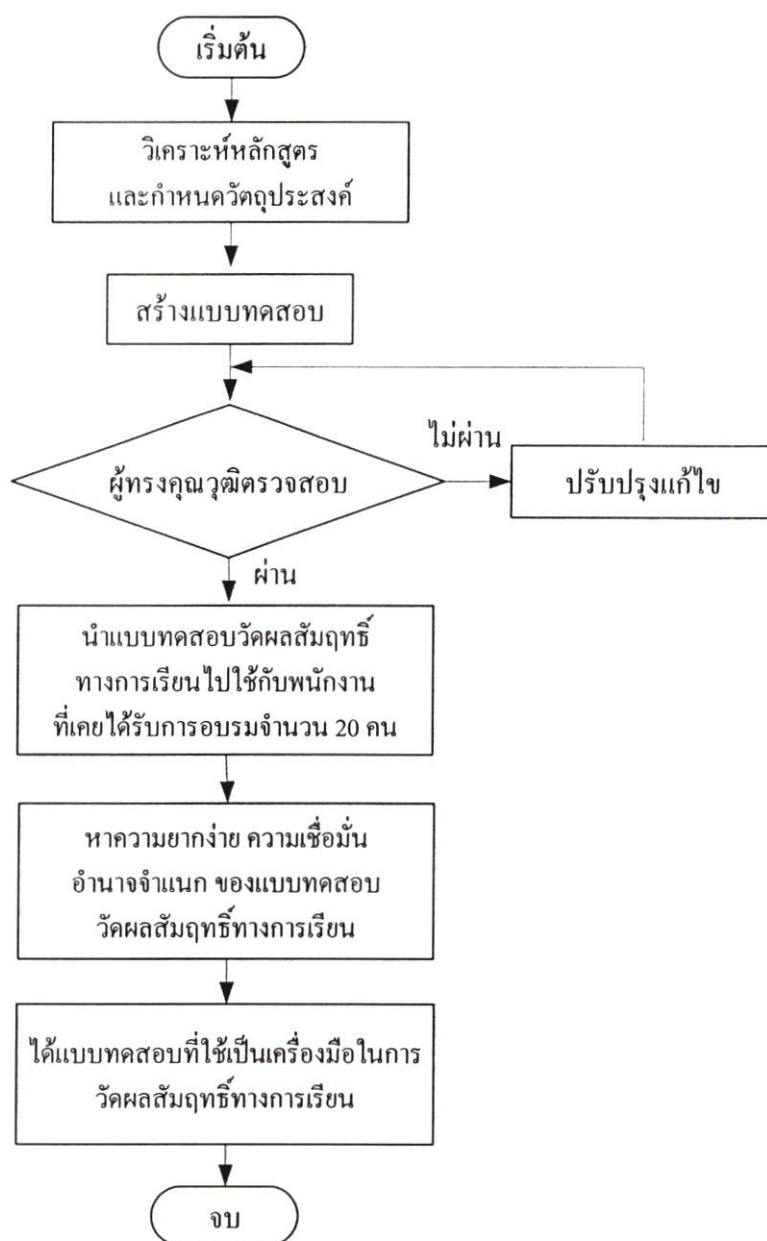 เริ่มต้น
วิเคราะห์หลักสูตร
และกำหนดวัตถุประสงค์
สร้างแบบทดสอบ
ผู้ทรงคุณวุฒิตรวจสอบ
ไม่ผ่าน
ปรับปรุงแก้ไข
ผ่าน
นำแบบทดสอบวัดผลสัมฤทธิ์
ทางการเรียนไปใช้กับพนักงาน
ที่เคยได้รับการอบรมจำนวน 20 คน
หาความยากง่าย ความเชื่อมั่น
อำนาจจำแนก ของแบบทดสอบ
วัดผลสัมฤทธิ์ทางการเรียน
ได้แบบทดสอบที่ใช้เป็นเครื่องมือในการ
วัดผลสัมฤทธิ์ทางการเรียน
จบ